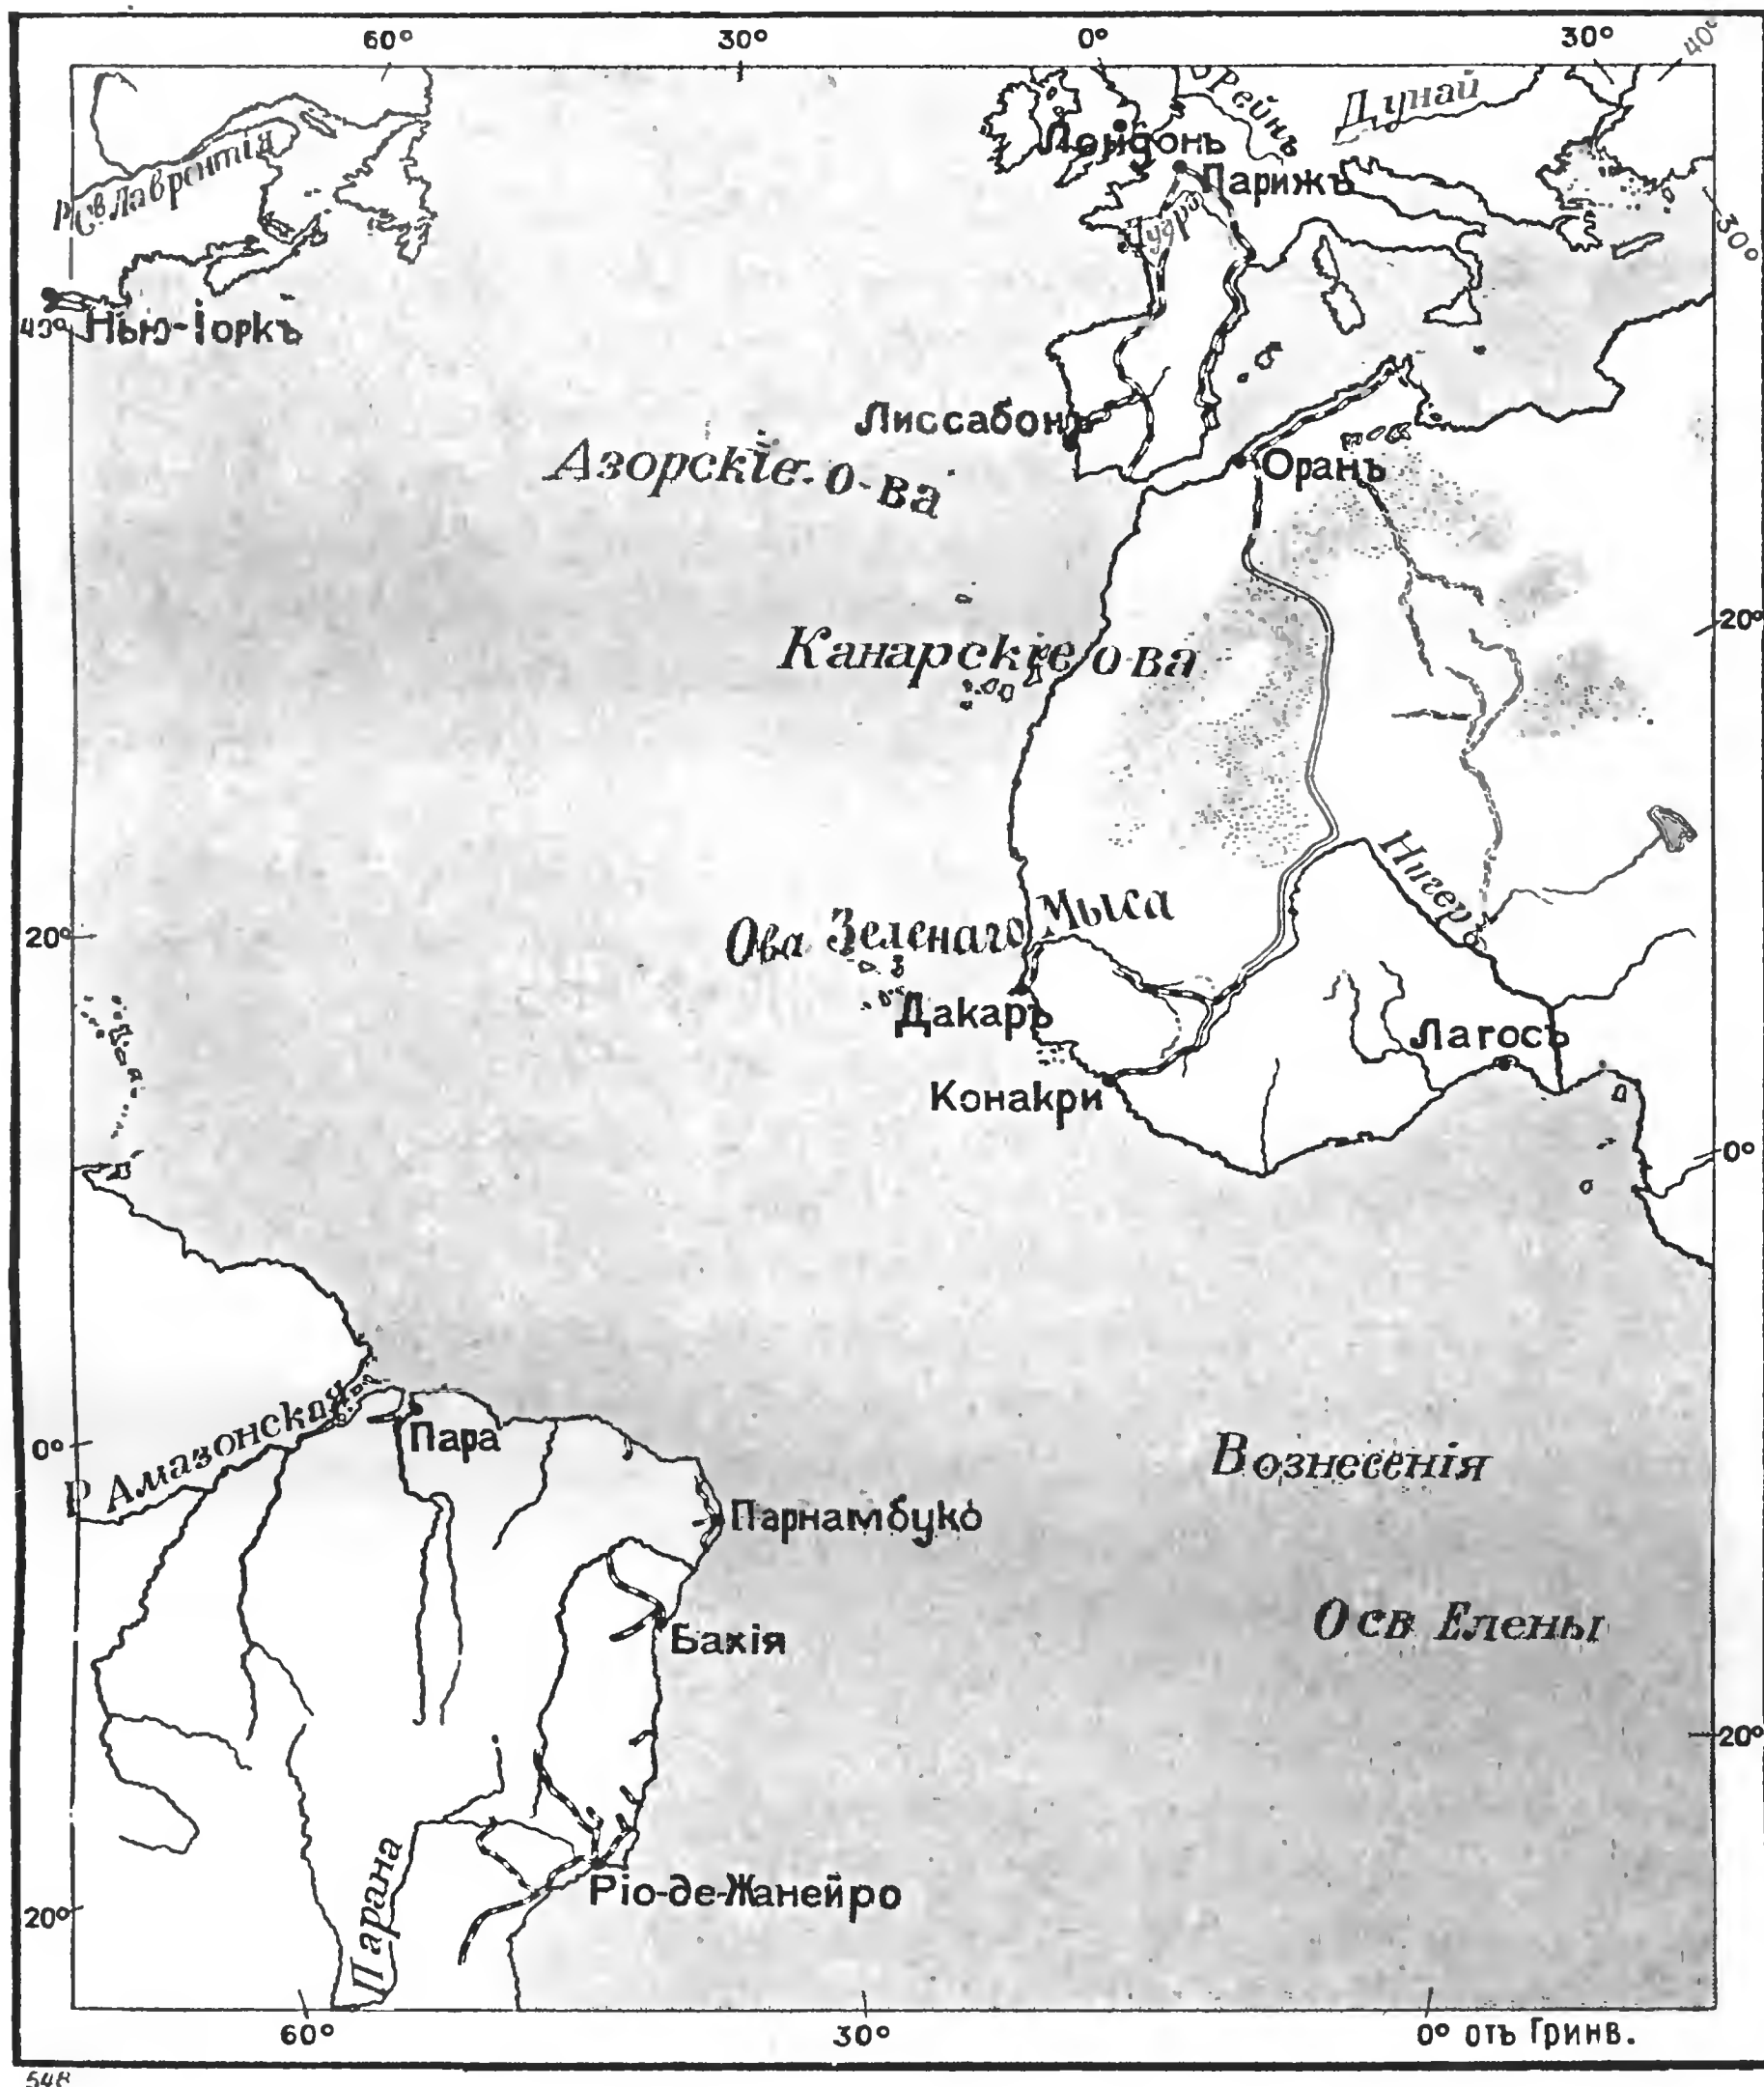 60°
30°
0°
30°
40°
Рейнъ
Дунай
Лондонъ
Парижъ
Р Св Лаврентія
Луара
30°
40°
Нью-Іоркъ
Лиссабонъ
Азорскіе о-ва
Оранъ
20°
Канарскіе о-ва
Нигеръ
Ова Зеленаго Мыса
20°
Дакаръ
Лагосъ
Конакри
0°
Р Амазонская
Пара
0°
Вознесенія
Парнамбуко
О св Елены
Бахія
20°
Парана
Ріо-де-Жанейро
20°
60°
30°
0° отъ Гринв.
548